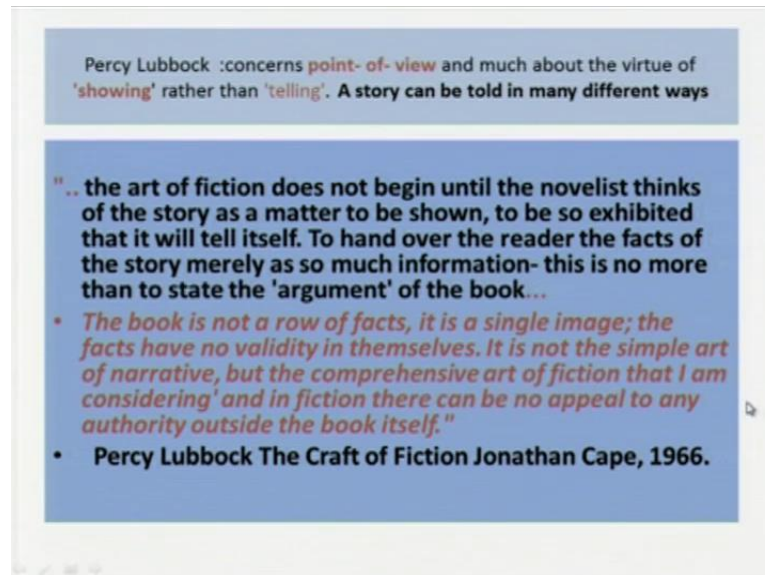 Percy Lubbock :concerns point- of- view and much about the virtue of
'showing' rather than 'telling'. A story can be told in many different ways
".. the art of fiction does not begin until the novelist thinks
of the story as a matter to be shown, to be so exhibited
that it will tell itself. To hand over the reader the facts of
the story merely as so much information- this is no more
than to state the 'argument' of the book...
• The book is not a row of facts, it is a single image; the
facts have no validity in themselves. It is not the simple art
of narrative, but the comprehensive art of fiction that I am
considering' and in fiction there can be no appeal to any
authority outside the book itself."
• Percy Lubbock The Craft of Fiction Jonathan Cape, 1966.